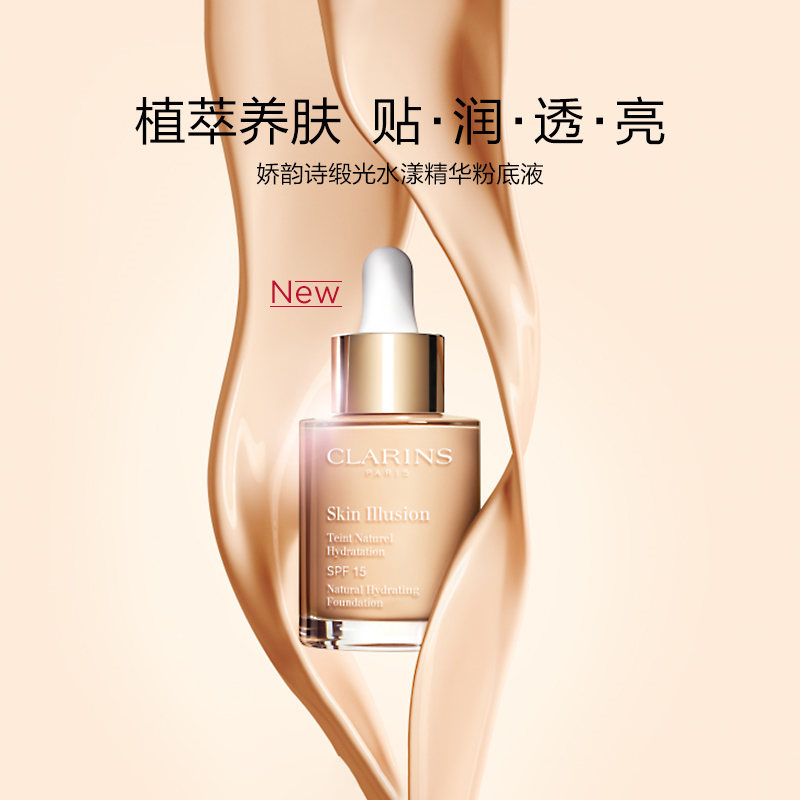 植萃养肤 贴·润·透·亮
娇韵诗缎光水漾精华粉底液
New
CLARINS
PARIS
Skin Illusion
Teint Naturel
Hydratation
SPF 15
Natural Hydrating
Foundation